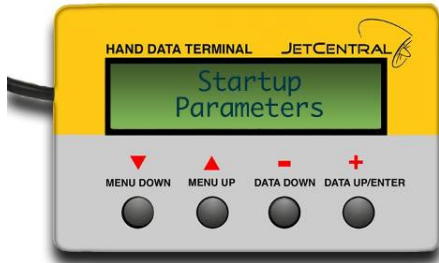 HAND DATA TERMINAL JETCENTRAL
Startup
Parameters
MENU DOWN MENU UP DATA DOWN DATA UP/ENTER